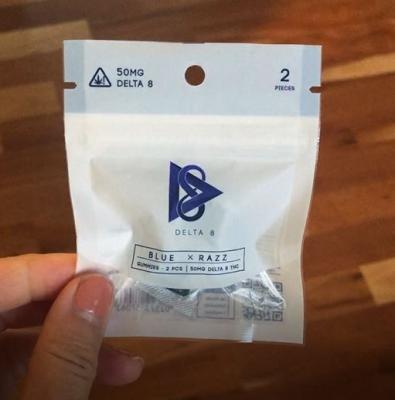 50MG
DELTA 8
2
PIECES
DELTA 8
BLUE × RAZZ
GUMMIES - 2 PCS | 50MG DELTA 8 THC